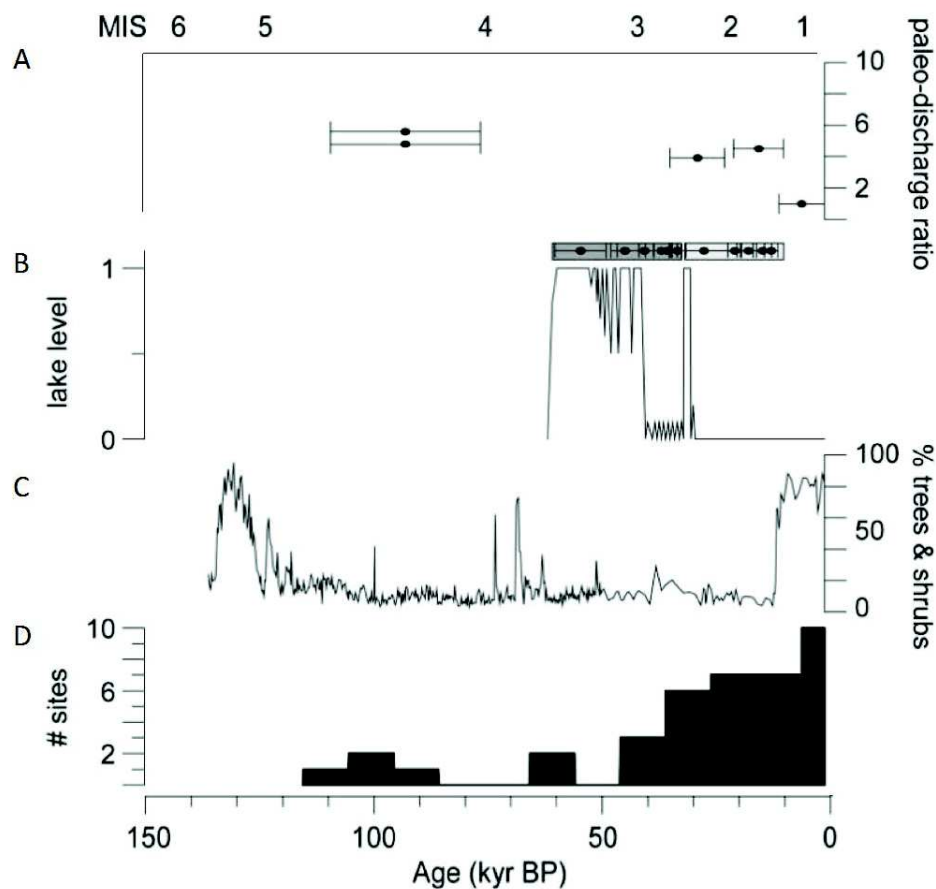 MIS 6 5 4 3 2 1
A
10
6
2
paleo-discharge ratio
B
1
0
lake level
C
100
50
0
% trees & shrubs
D
10
6
2
# sites
150 100 50 0
Age (kyr BP)